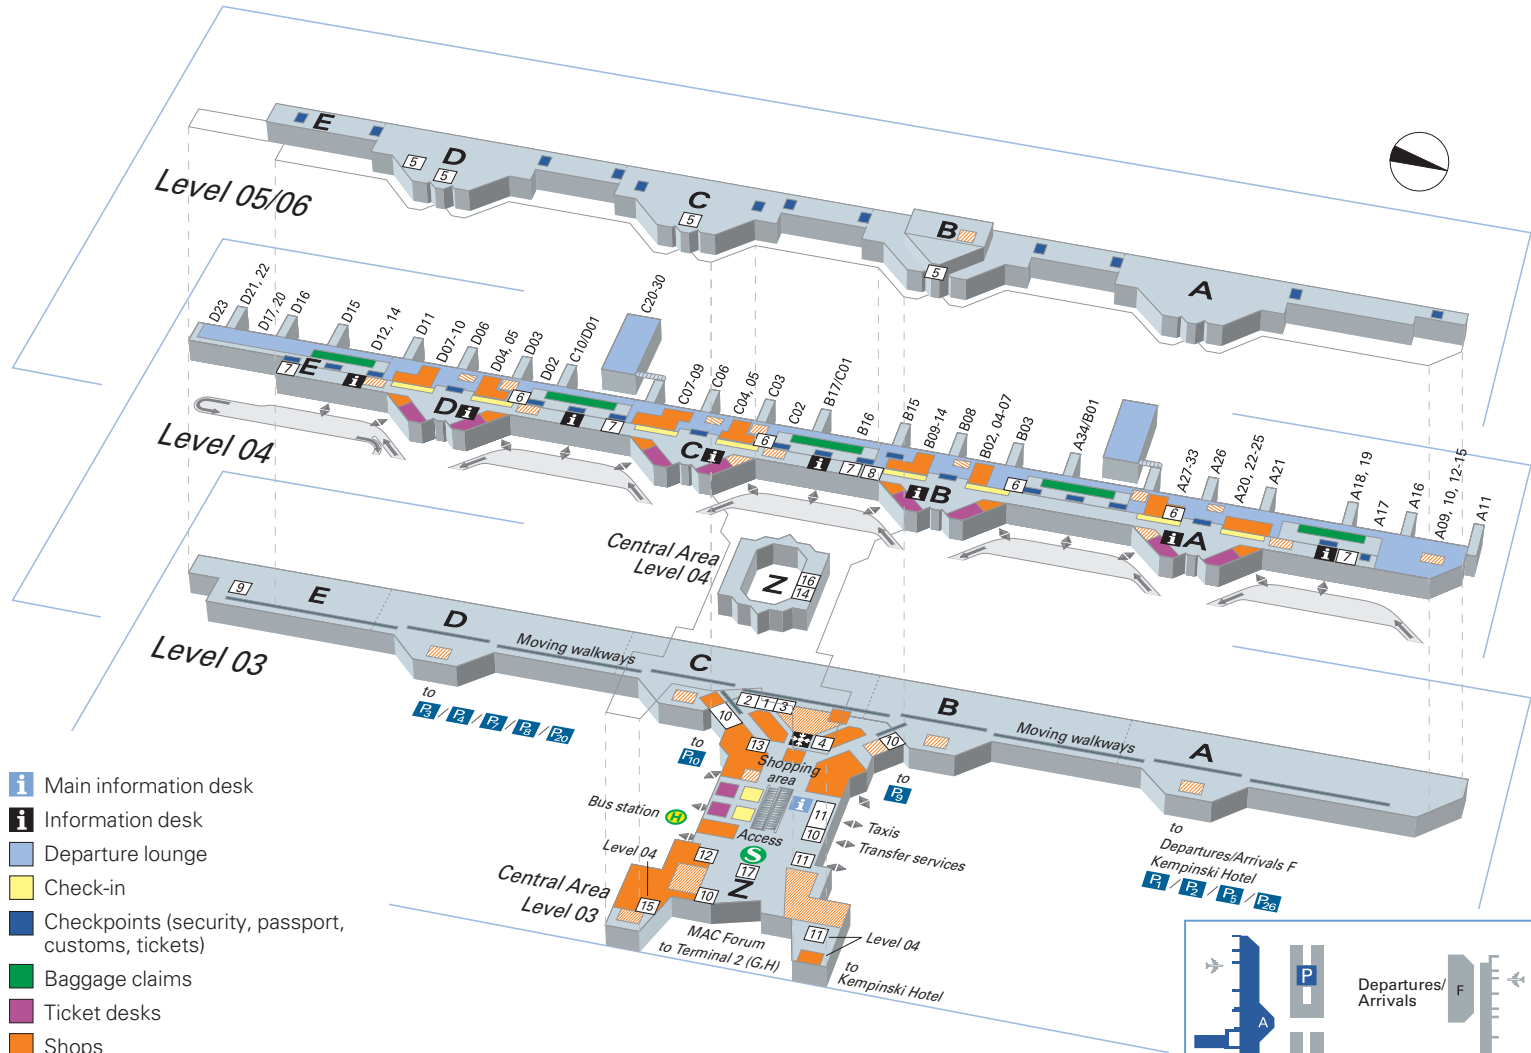 E
D
5
5
C
5
B
5
A
Level 05/06
D23
D21, 22
D17, 20
D16
D15
D12, 14
D11
D07-10
D06
D04, 05
D03
D02
C10/D01
C20-30
C07-09
C06
C04, 05
C03
C02
B17/C01
B16
B15
B09-14
B08
B02, 04-07
B03
A34/B01
A27-33
A26
A20, 22-25
A21
A18, 19
A17
A16
A09, 10, 12-15
A11
7
E
i
D
i
6
i
7
C
i
6
i
7
8
i
B
6
6
i
A
i
7
Level 04
Central Area
Level 04
Z
16
14
9
E
D
Moving walkways
C
B
Moving walkways
A
Level 03
to
P3 / P4 / P7 / P8 / P20
2
1
3
10
13
4
10
to
P10
Shopping
area
to
P9
Bus station
H
i
11
10
Taxis
Access
S
Transfer services
Level 04
12
11
17
Z
Central Area
Level 03
15
10
11
Level 04
MAC Forum
to Terminal 2 (G,H)
to
Kempinski Hotel
to
Departures/Arrivals F
Kempinski Hotel
P1 / P2 / P5 / P26
i Main information desk
i Information desk
Departure lounge
Check-in
Checkpoints (security, passport,
customs, tickets)
Baggage claims
Ticket desks
Shops
P
A
Departures/
Arrivals
F